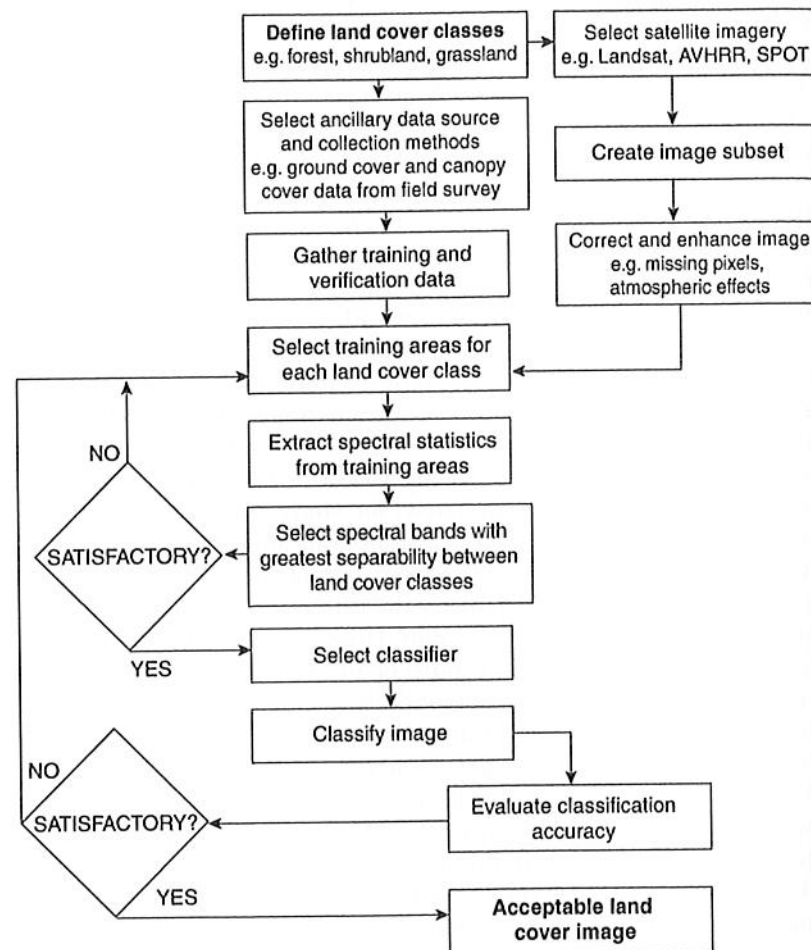 Define land cover classes
e.g. forest, shrubland, grassland
Select satellite imagery
e.g. Landsat, AVHRR, SPOT
Select ancillary data source
and collection methods
e.g. ground cover and canopy
cover data from field survey
Create image subset
Gather training and
verification data
Correct and enhance image
e.g. missing pixels,
atmospheric effects
Select training areas for
each land cover class
NO
Extract spectral statistics
from training areas
SATISFACTORY?
Select spectral bands with
greatest separability between
land cover classes
YES
Select classifier
Classify image
NO
SATISFACTORY?
Evaluate classification
accuracy
YES
Acceptable land
cover image